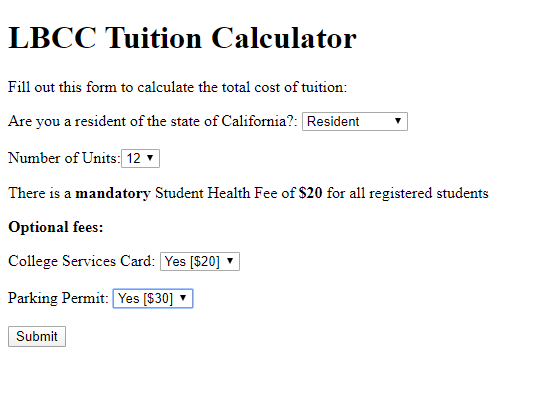 LBCC Tuition Calculator
Fill out this form to calculate the total cost of tuition:
Are you a resident of the state of California?: Resident
Number of Units: 12
There is a mandatory Student Health Fee of $20 for all registered students
Optional fees:
College Services Card: Yes [$20]
Parking Permit: Yes [$30]
Submit